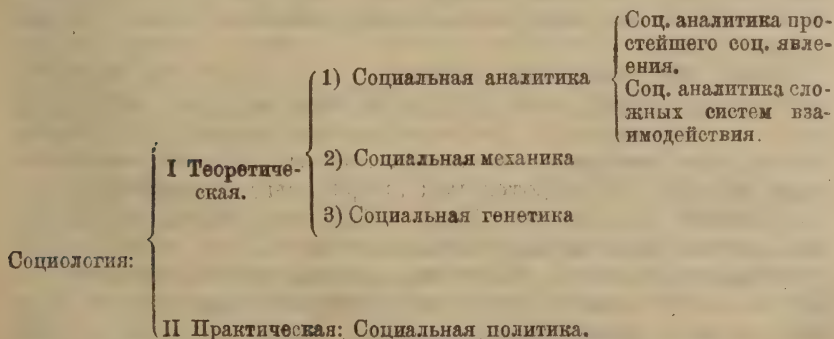 Соц. аналитика про-
стейшего соц. явле-
ения.
1) Социальная аналитика
Соц. аналитика сло-
жных систем вза-
имодействия.
I Теоретиче-
ская.
2) Социальная механика
3) Социальная генетика
Социология:
II Практическая: Социальная политика.